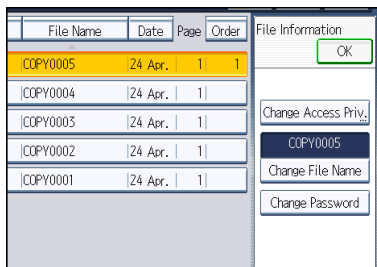 File Name Date Page Order
COPY0005 24 Apr. 1 1
COPY0004 24 Apr. 1
COPY0003 24 Apr. 1
COPY0002 24 Apr. 1
COPY0001 24 Apr. 1
File Information
OK
Change Access Priv.
COPY0005
Change File Name
Change Password